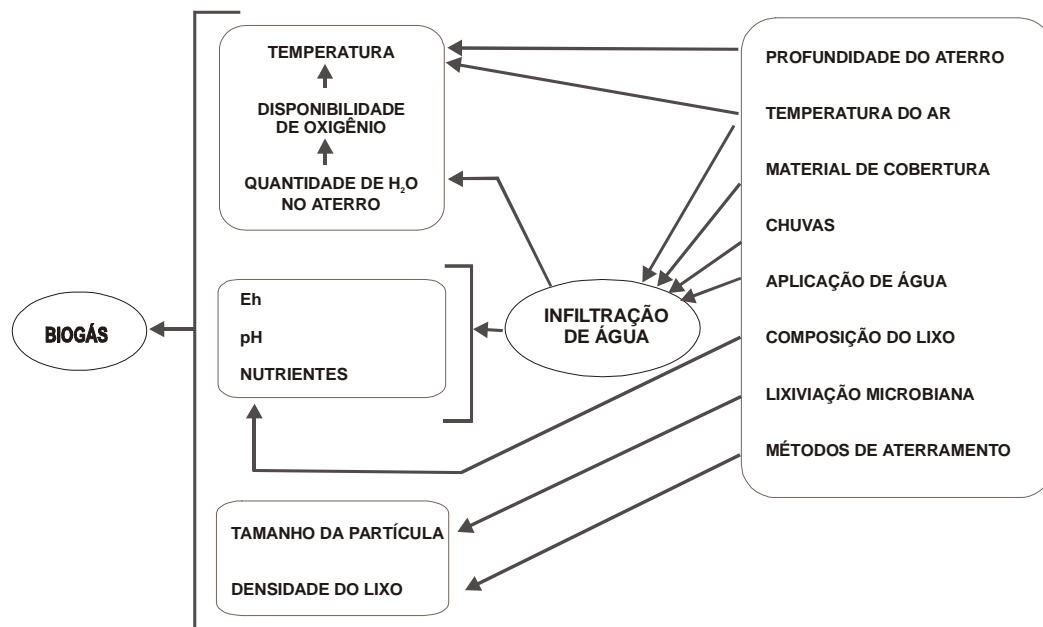 TEMPERATURA
DISPONIBILIDADE
DE OXIGÊNIO
QUANTIDADE DE H₂O
NO ATERRO
Eh
pH
NUTRIENTES
TAMANHO DA PARTÍCULA
DENSIDADE DO LIXO
BIOGÁS
INFILTRAÇÃO
DE ÁGUA
PROFUNDIDADE DO ATERRO
TEMPERATURA DO AR
MATERIAL DE COBERTURA
CHUVAS
APLICAÇÃO DE ÁGUA
COMPOSIÇÃO DO LIXO
LIXIVIAÇÃO MICROBIANA
MÉTODOS DE ATERRAMENTO